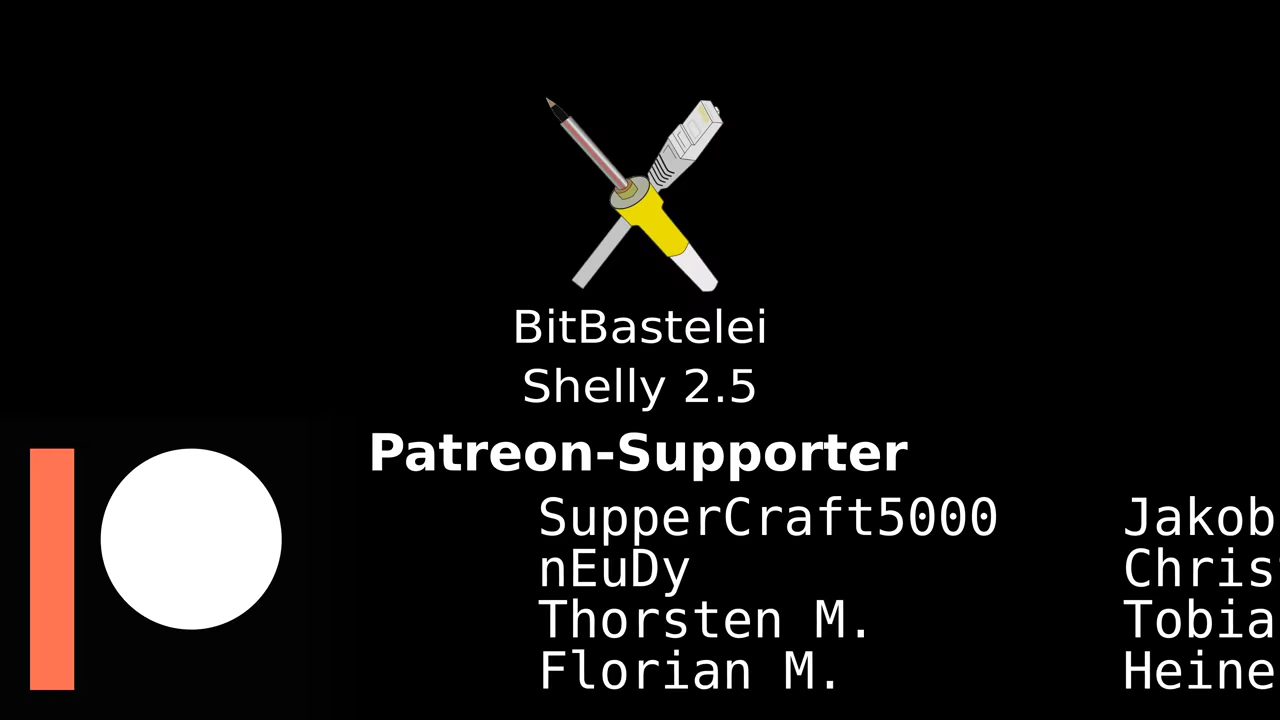 BitBastelei
Shelly 2.5
Patreon-Supporter
SupperCraft5000 Jakob
nEuDy
Thorsten M.
Florian M.